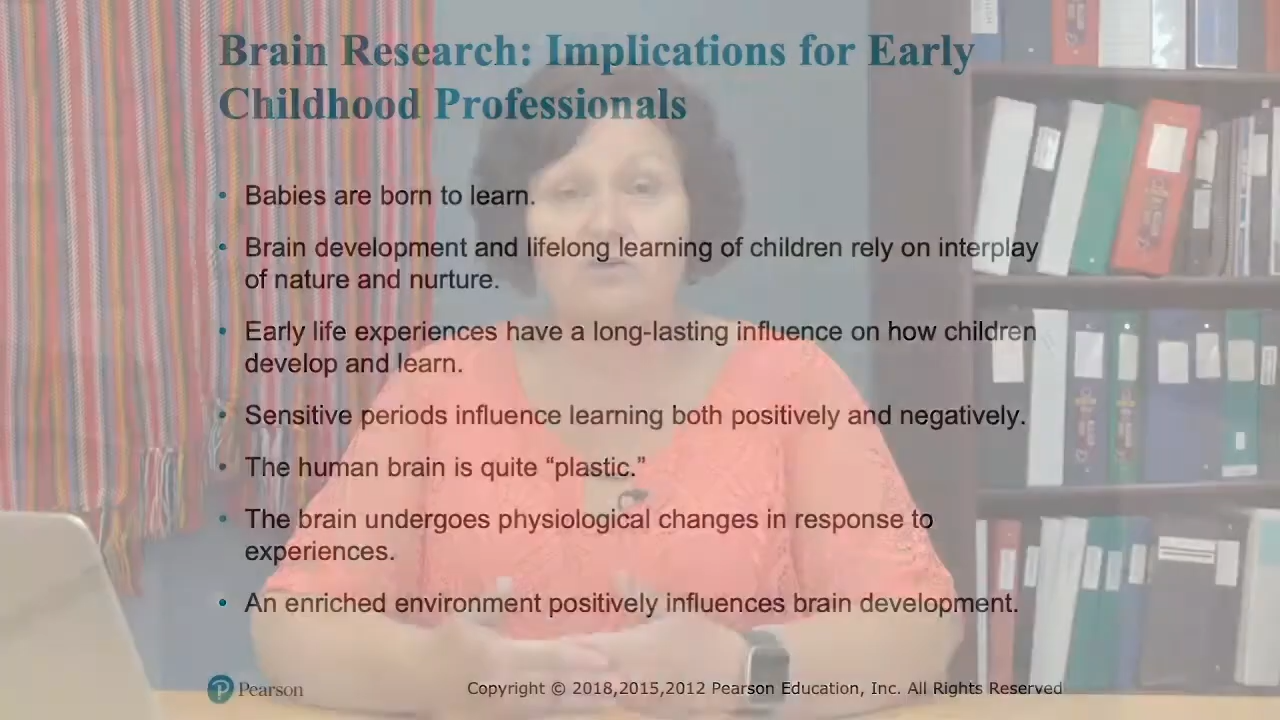 Brain Research: Implications for Early
Childhood Professionals
• Babies are born to learn.
• Brain development and lifelong learning of children rely on interplay
of nature and nurture.
• Early life experiences have a long-lasting influence on how children
develop and learn.
• Sensitive periods influence learning both positively and negatively.
• The human brain is quite “plastic.”
• The brain undergoes physiological changes in response to
experiences.
• An enriched environment positively influences brain development.
Pearson
Copyright © 2018,2015,2012 Pearson Education, Inc. All Rights Reserved